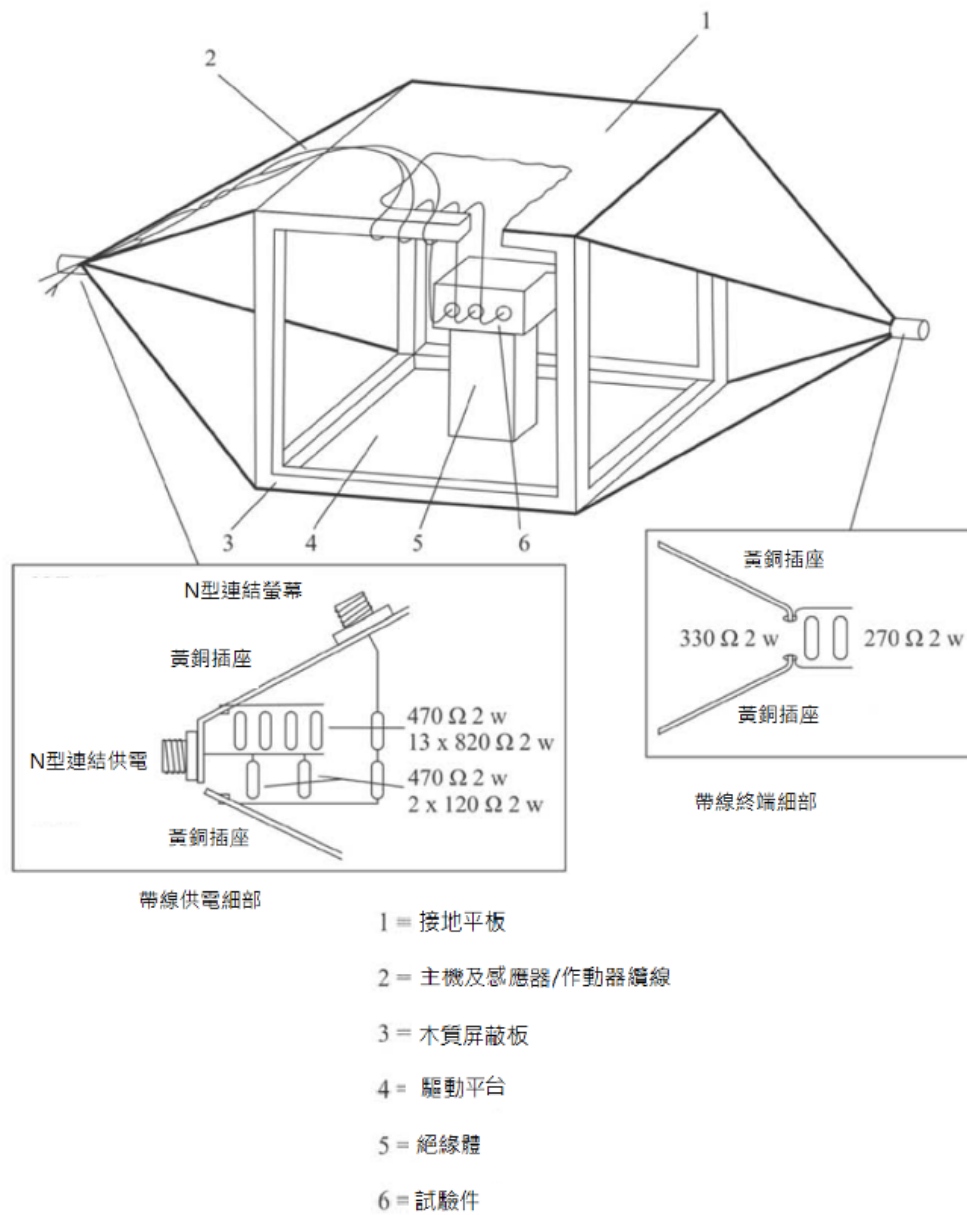 1
2
3
4
5
6
N型連結螢幕
黃銅插座
N型連結供電
黃銅插座
470 Ω 2 w
13 x 820 Ω 2 w
470 Ω 2 w
2 x 120 Ω 2 w
帶線供電細部
黃銅插座
330 Ω 2 w
270 Ω 2 w
黃銅插座
帶線終端細部
1 = 接地平板
2 = 主機及感應器/作動器纜線
3 = 木質屏蔽板
4 = 驅動平台
5 = 絕緣體
6 = 試驗件